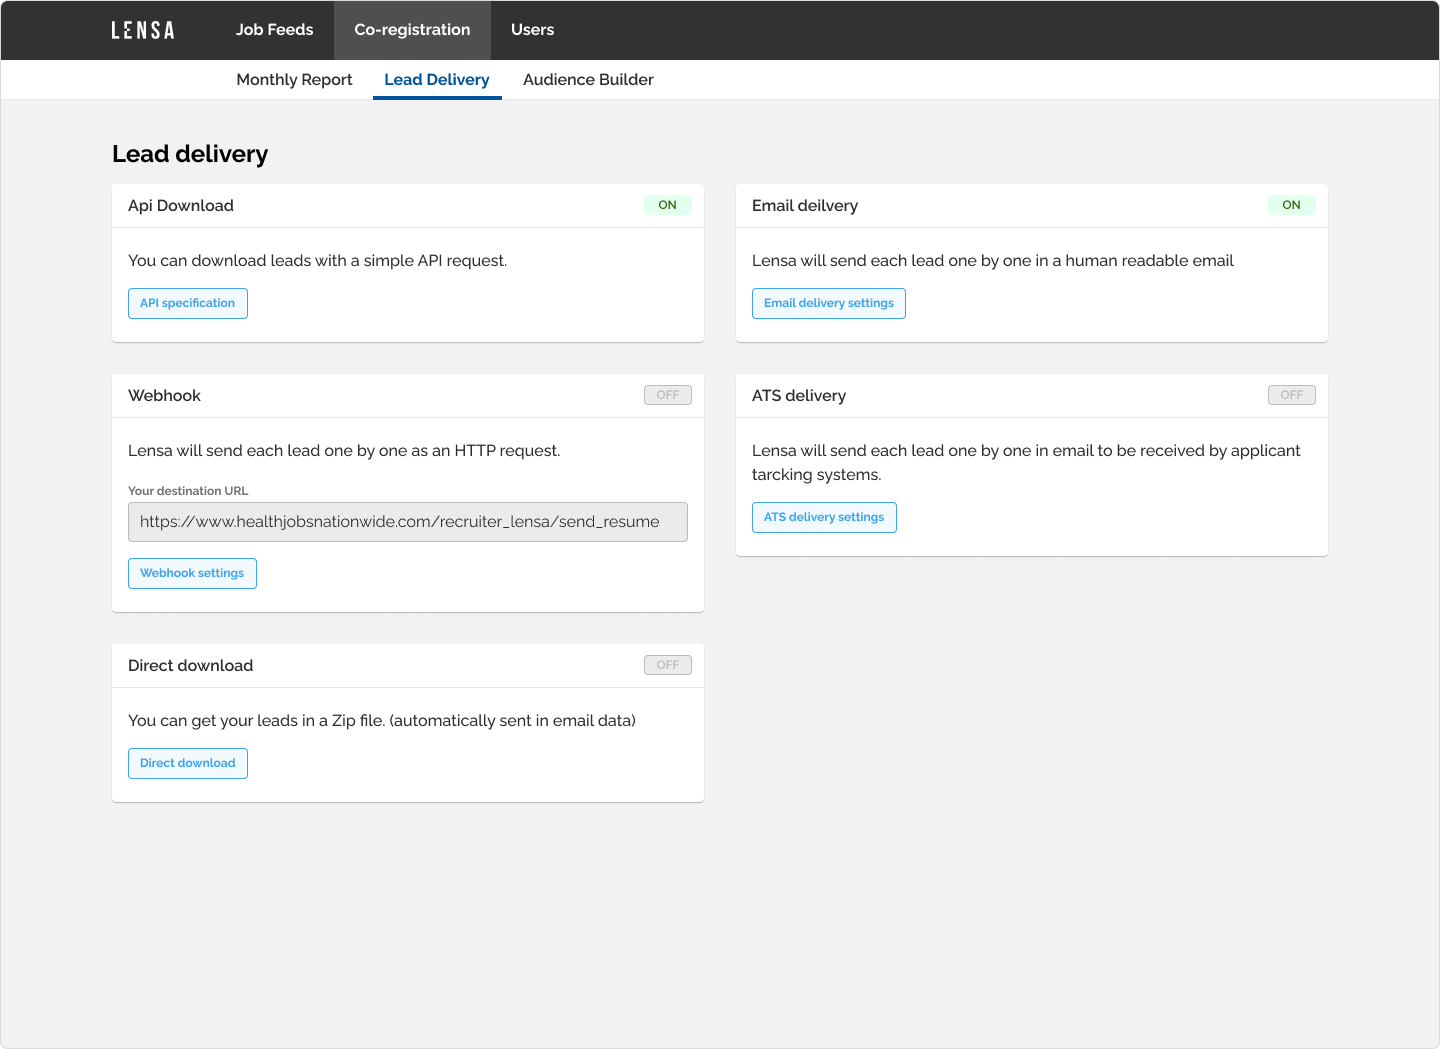 LENSA
Job Feeds
Co-registration
Users
Monthly Report
Lead Delivery
Audience Builder
Lead delivery
Api Download
ON
You can download leads with a simple API request.
API specification
Email deilvery
ON
Lensa will send each lead one by one in a human readable email
Email delivery settings
Webhook
OFF
Lensa will send each lead one by one as an HTTP request.
Your destination URL
https://www.healthjobsnationwide.com/recruiter_lensa/send_resume
Webhook settings
ATS delivery
OFF
Lensa will send each lead one by one in email to be received by applicant
tarcking systems.
ATS delivery settings
Direct download
OFF
You can get your leads in a Zip file. (automatically sent in email data)
Direct download